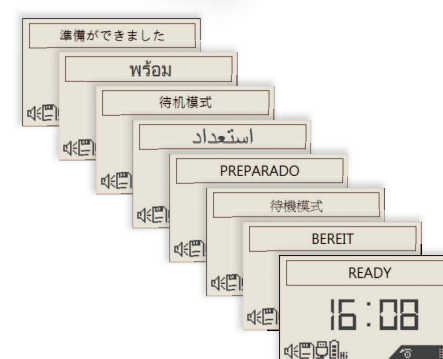 準備ができました
พร้อม
待机模式
استعداد
PREPARADO
待機模式
BEREIT
READY
16:08
Hi